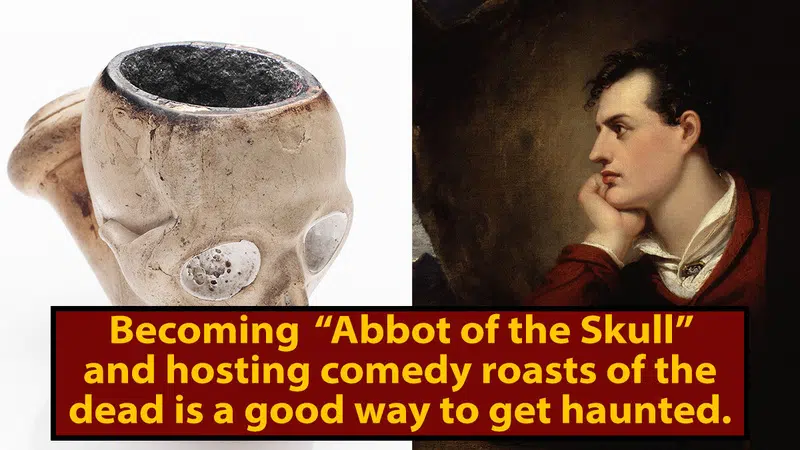 Becoming “Abbot of the Skull”
and hosting comedy roasts of the
dead is a good way to get haunted.